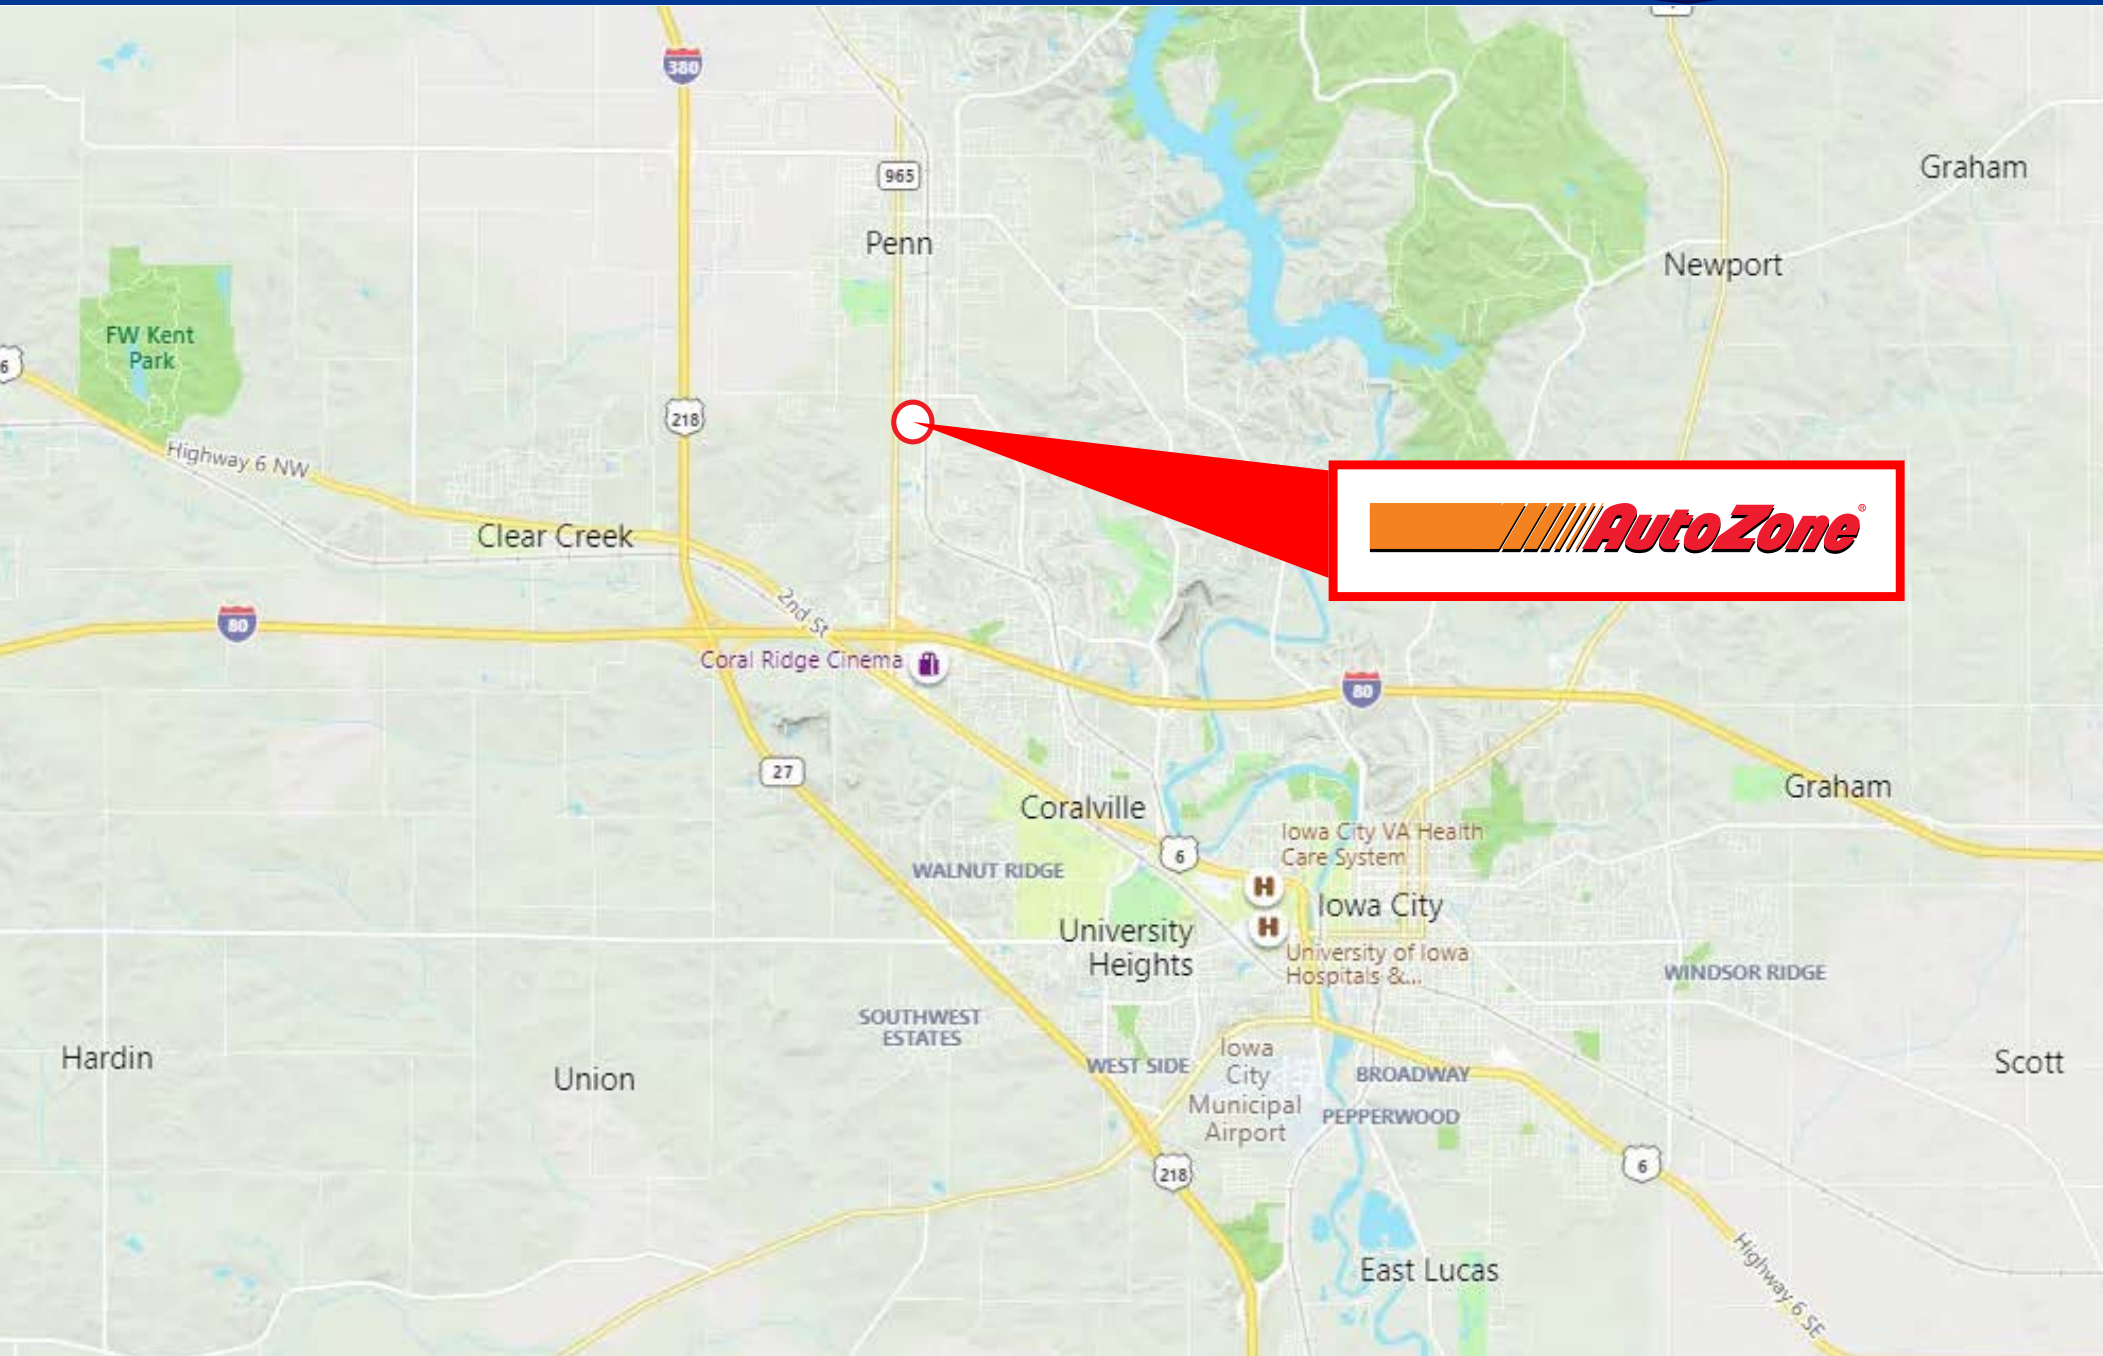 380
965
Graham
Penn
Newport
FW Kent
Park
6
218
Highway 6 NW
AutoZone®
Clear Creek
2nd St
80
Coral Ridge Cinema
80
27
Graham
Coralville
Iowa City VA Health
Care System
6
WALNUT RIDGE
H
Iowa City
H
University
Heights
University of Iowa
Hospitals &...
WINDSOR RIDGE
SOUTHWEST
ESTATES
Hardin
Union
WEST SIDE
Iowa
City
Municipal
Airport
BROADWAY
PEPPERWOOD
Scott
218
6
East Lucas
Highway 6 SE